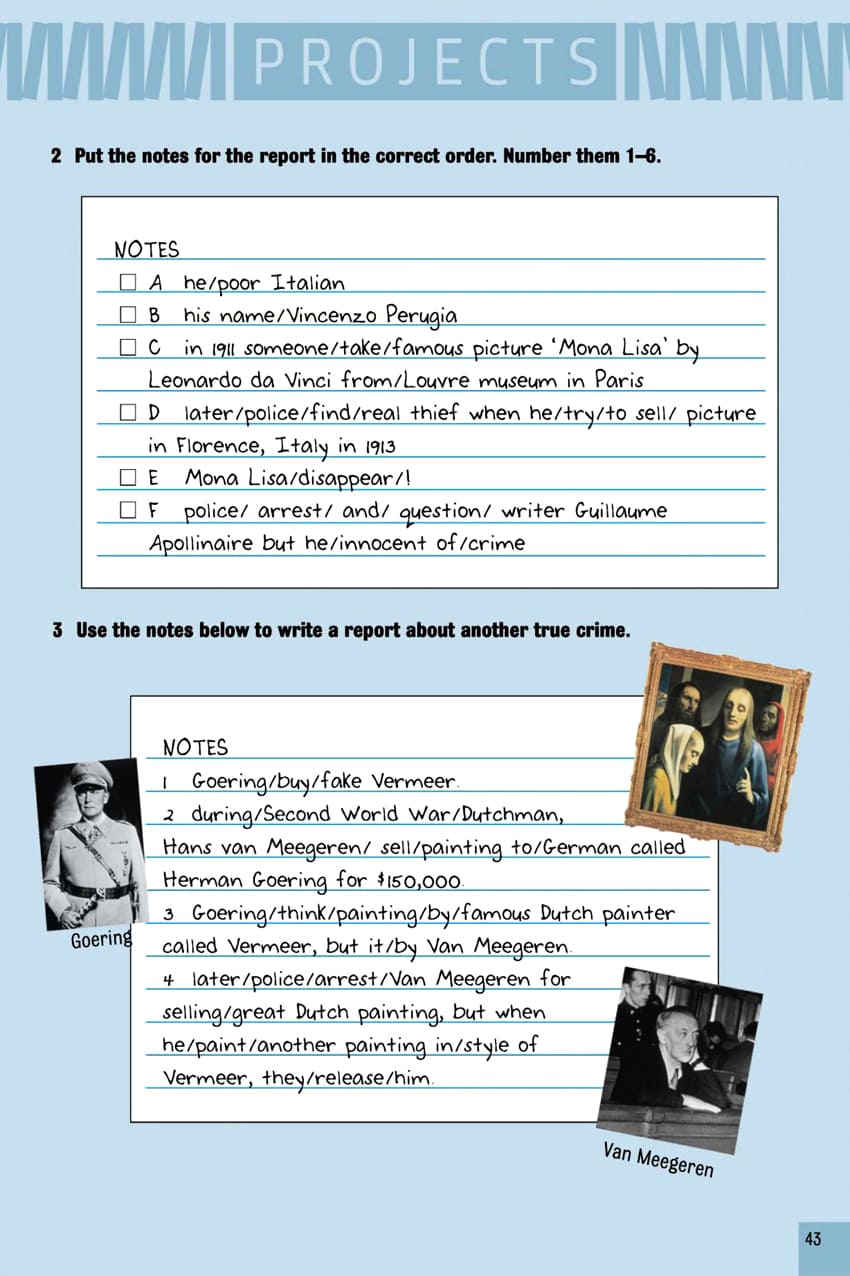 PROJECTS
2 Put the notes for the report in the correct order. Number them 1–6.
NOTES
☐ A he/poor Italian
☐ B his name/Vincenzo Perugia
☐ C in 1911 someone/take/famous picture ‘Mona Lisa’ by
Leonardo da Vinci from/Louvre museum in Paris
☐ D later/police/find/real thief when he/try/to sell/ picture
in Florence, Italy in 1913
☐ E Mona Lisa/disappear/!
☐ F police/ arrest/ and/ question/ writer Guillaume
Apollinaire but he/innocent of/crime
3 Use the notes below to write a report about another true crime.
NOTES
1 Goering/buy/fake Vermeer.
2 during/Second World War/Dutchman,
Hans van Meegeren/ sell/painting to/German called
Herman Goering for $150,000.
3 Goering/think/painting/by/famous Dutch painter
called Vermeer, but it/by Van Meegeren.
4 later/police/arrest/Van Meegeren for
selling/great Dutch painting, but when
he/paint/another painting in/style of
Vermeer, they/release/him.
Goering
Van Meegeren
43